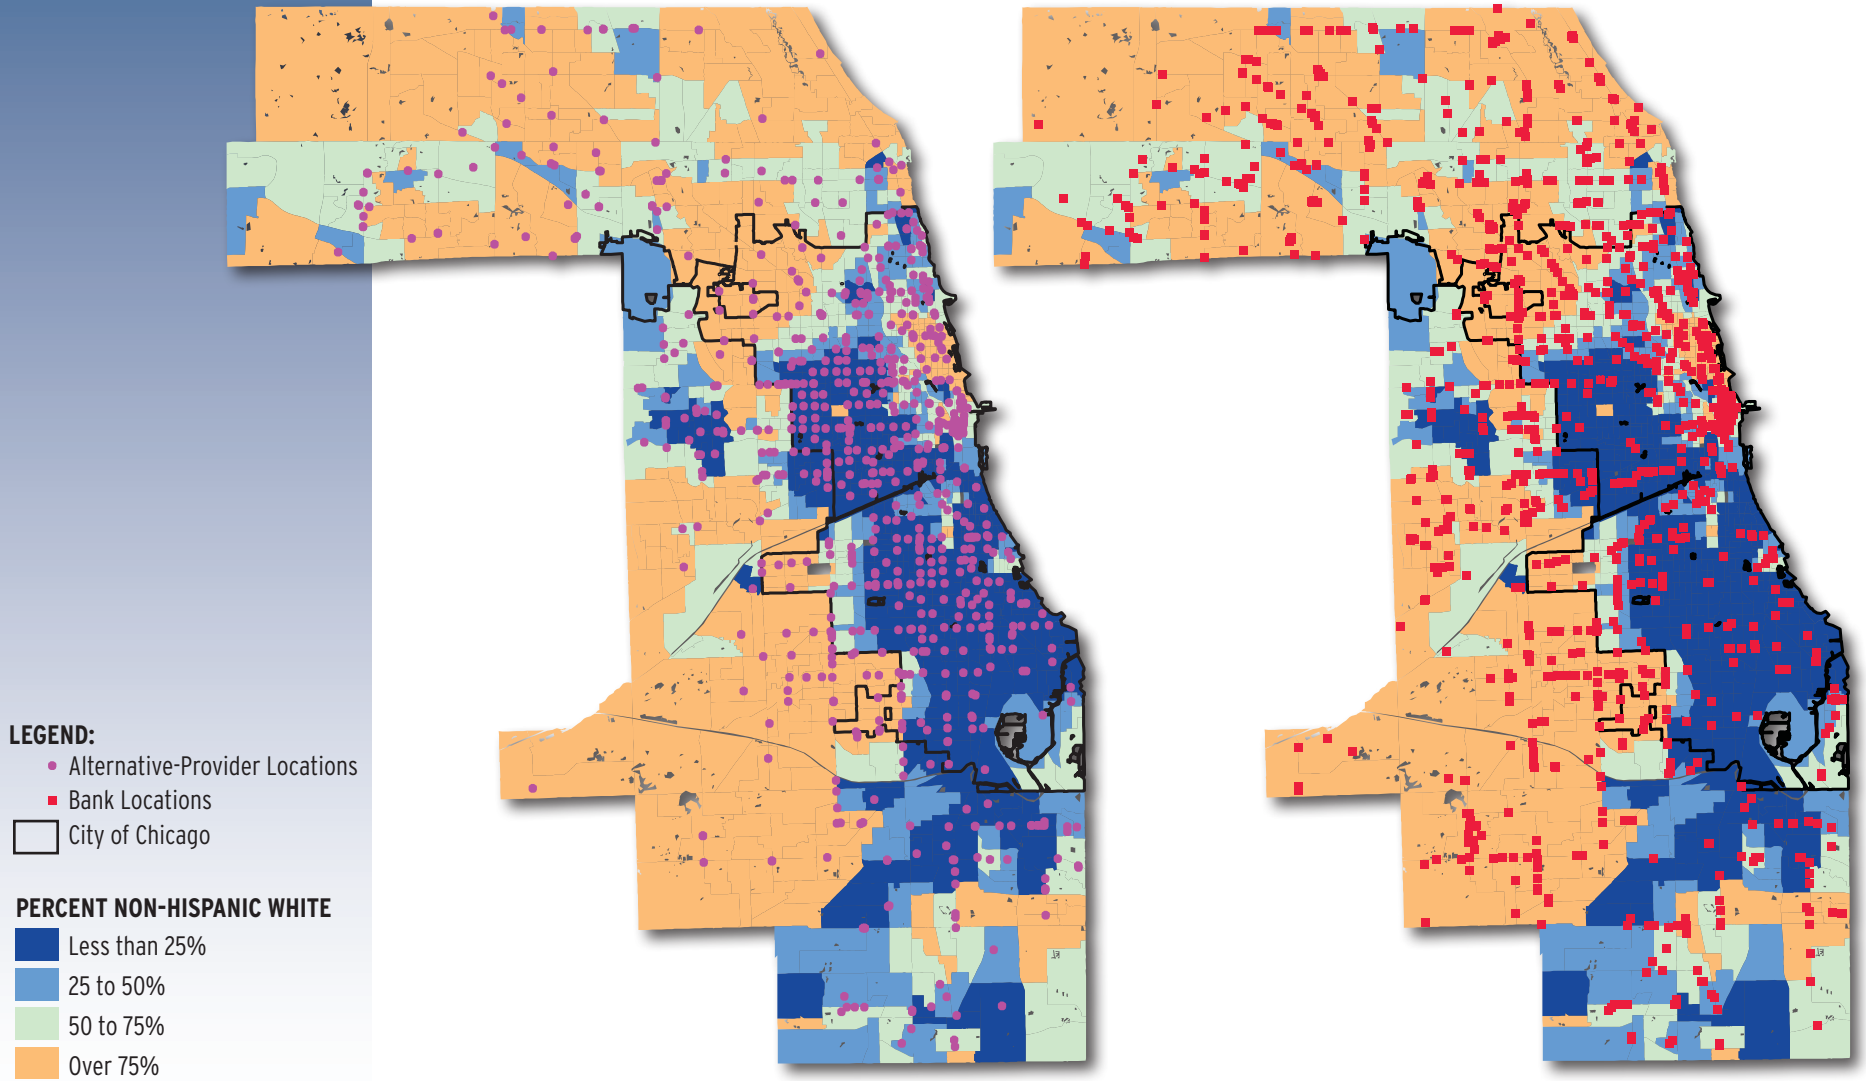 LEGEND:
Alternative-Provider Locations
Bank Locations
City of Chicago
PERCENT NON-HISPANIC WHITE
Less than 25%
25 to 50%
50 to 75%
Over 75%